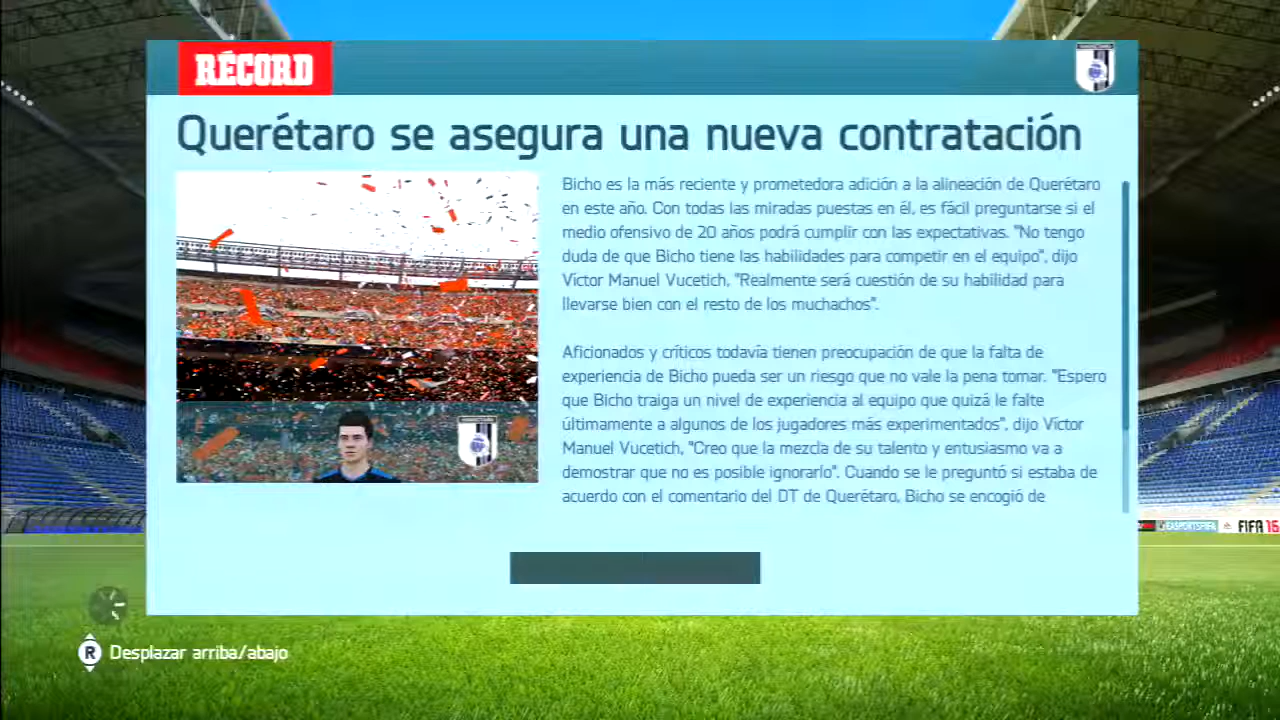 RÉCORD
Querétaro se asegura una nueva contratación
Bicho es la más reciente y prometedora adición a la alineación de Querétaro
en este año. Con todas las miradas puestas en él, es fácil preguntarse si el
medio ofensivo de 20 años podrá cumplir con las expectativas. "No tengo
duda de que Bicho tiene las habilidades para competir en el equipo", dijo
Víctor Manuel Vucetich, "Realmente será cuestión de su habilidad para
llevarse bien con el resto de los muchachos".
Aficionados y críticos todavía tienen preocupación de que la falta de
experiencia de Bicho pueda ser un riesgo que no vale la pena tomar. "Espero
que Bicho traiga un nivel de experiencia al equipo que quizá le falte
últimamente a algunos de los jugadores más experimentados", dijo Víctor
Manuel Vucetich, "Creo que la mezcla de su talento y entusiasmo va a
demostrar que no es posible ignorarlo". Cuando se le preguntó si estaba de
acuerdo con el comentario del DT de Querétaro, Bicho se encogió de
EASPORTSFIFA
FIFA 16
R Desplazar arriba/abajo